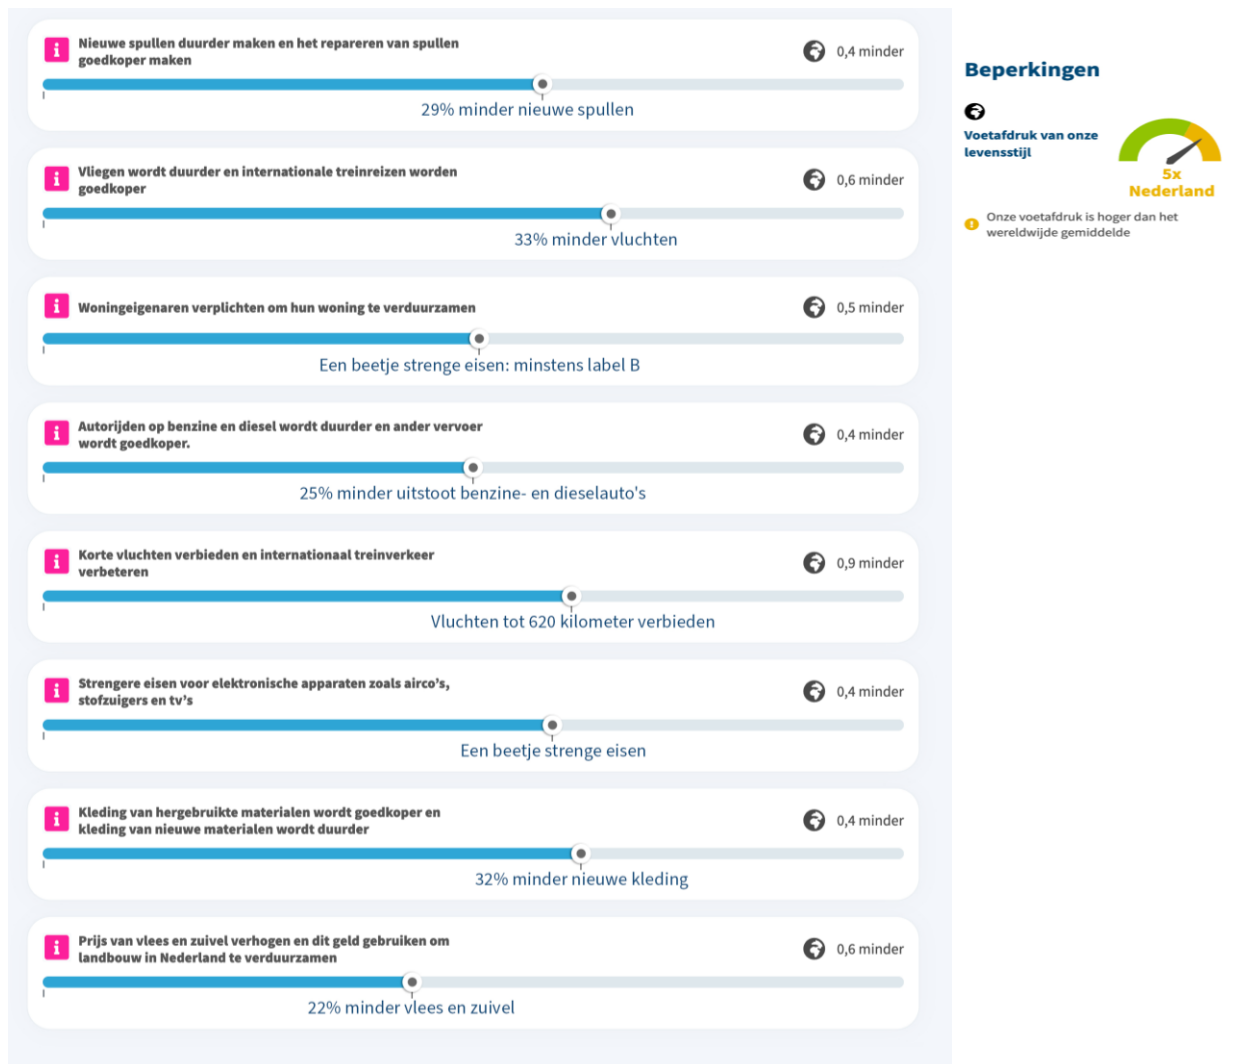 Nieuwe spullen duurder maken en het repareren van spullen
goedkoper maken
0,4 minder
29% minder nieuwe spullen
Vliegen wordt duurder en internationale treinreizen worden
goedkoper
0,6 minder
33% minder vluchten
Woningeigenaren verplichten om hun woning te verduurzamen
0,5 minder
Een beetje strenge eisen: minstens label B
Autorijden op benzine en diesel wordt duurder en ander vervoer
wordt goedkoper.
0,4 minder
25% minder uitstoot benzine- en dieselauto's
Korte vluchten verbieden en internationaal treinverkeer
verbeteren
0,9 minder
Vluchten tot 620 kilometer verbieden
Strengere eisen voor elektronische apparaten zoals airco’s,
stofzuigers en tv’s
0,4 minder
Een beetje strenge eisen
Kleding van hergebruikte materialen wordt goedkoper en
kleding van nieuwe materialen wordt duurder
0,4 minder
32% minder nieuwe kleding
Prijs van vlees en zuivel verhogen en dit geld gebruiken om
landbouw in Nederland te verduurzamen
0,6 minder
22% minder vlees en zuivel
Beperkingen
Voetafdruk van onze
levensstijl
5x
Nederland
Onze voetafdruk is hoger dan het
wereldwijde gemiddelde